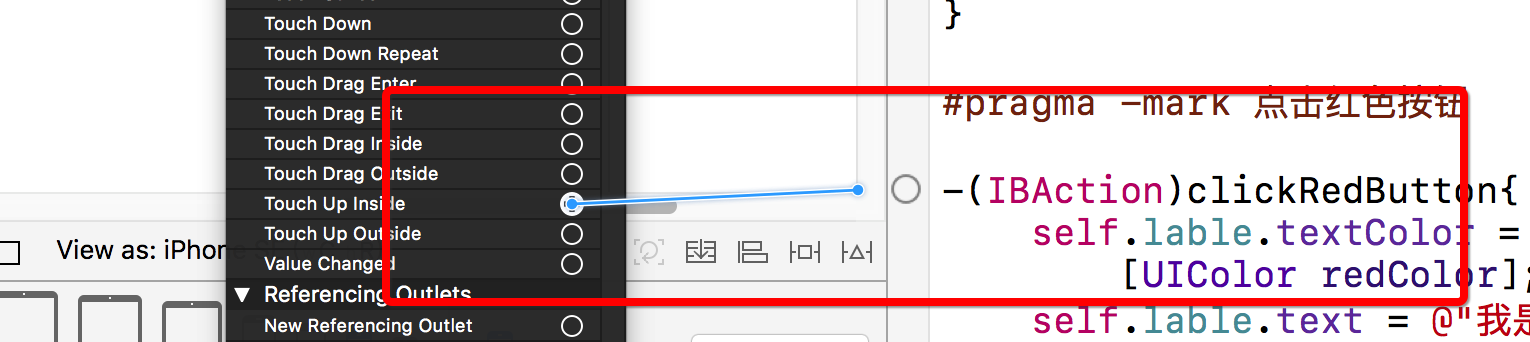 Touch Down
Touch Down Repeat
Touch Drag Enter
Touch Drag Exit
Touch Drag Inside
Touch Drag Outside
Touch Up Inside
Touch Up Outside
Value Changed
▼ Referencing Outlets
New Referencing Outlet
View as: iPhone
}
#pragma -mark 点击红色按钮
-(IBAction)clickRedButton{
self.lable.textColor =
[UIColor redColor];
self.lable.text = @"我是